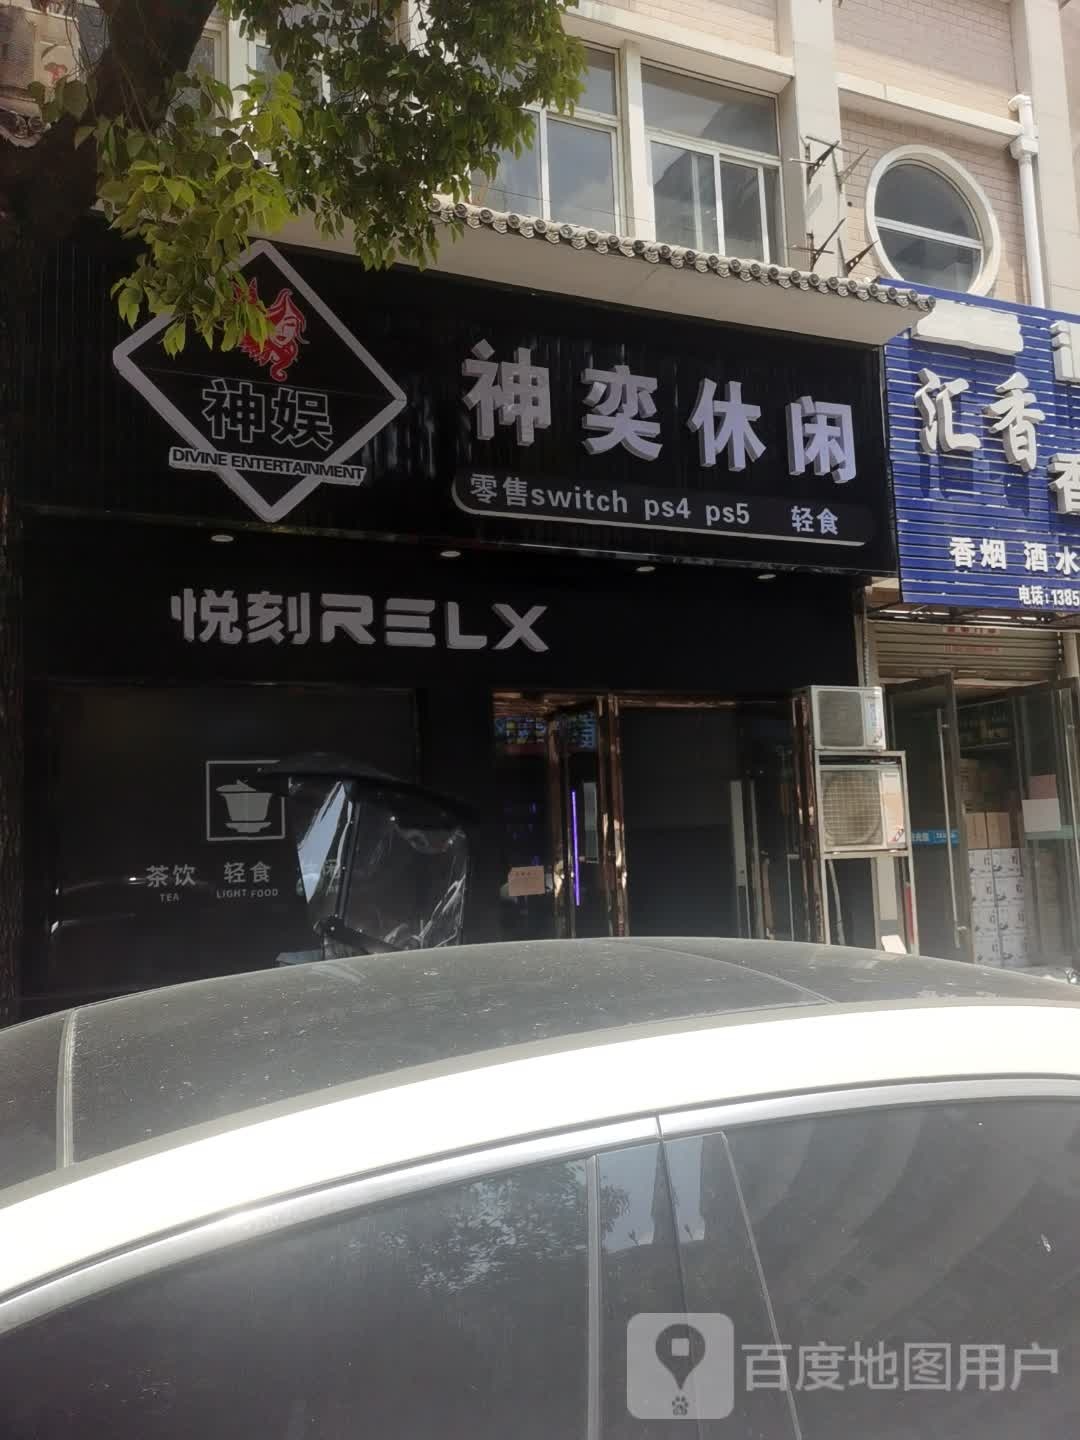 神娱
DIVINE ENTERTAINMENT
神奕休闲
零售switch ps4 ps5 轻食
悦刻RELX
茶饮 轻食
TEA LIGHT FOOD
汇香
香
香烟 酒水
电话:1385
百度地图用户